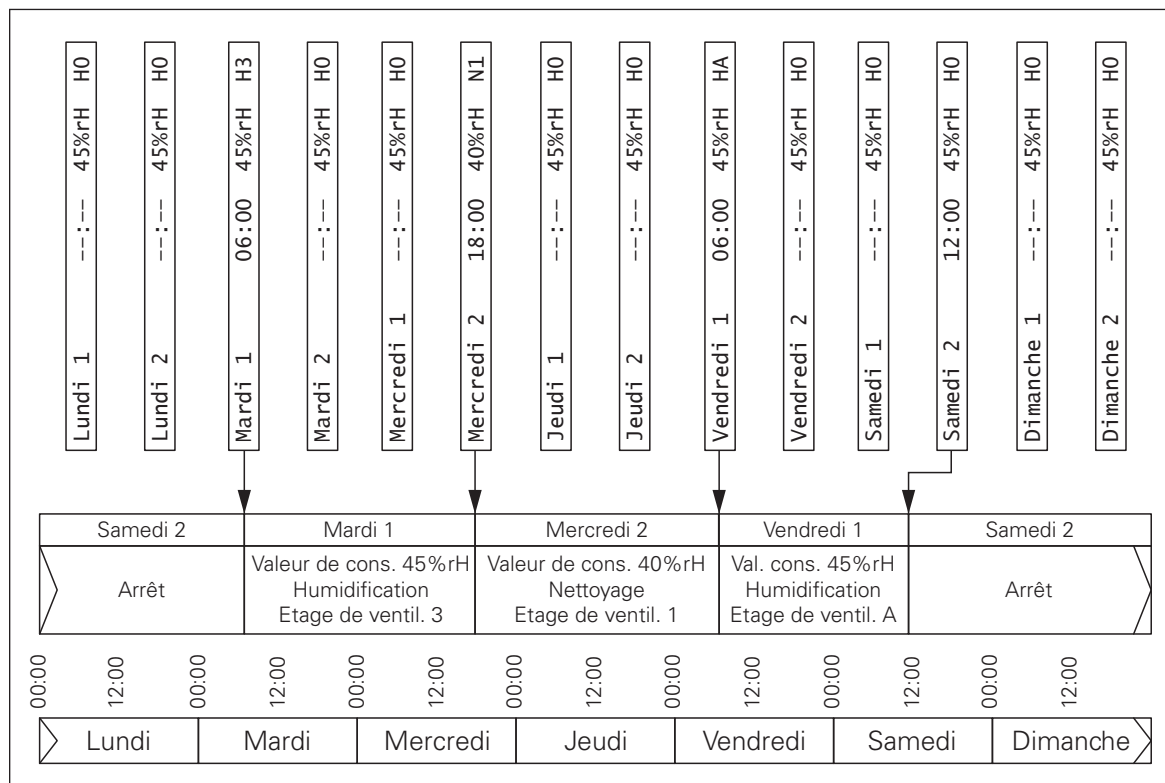 Lundi 1 --:-- 45%rH H0
Lundi 2 --:-- 45%rH H0
Mardi 1 06:00 45%rH H3
Mardi 2 --:-- 45%rH H0
Mercredi 1 --:-- 45%rH H0
Mercredi 2 18:00 40%rH N1
Jeudi 1 --:-- 45%rH H0
Jeudi 2 --:-- 45%rH H0
Vendredi 1 06:00 45%rH HA
Vendredi 2 --:-- 45%rH H0
Samedi 1 --:-- 45%rH H0
Samedi 2 12:00 45%rH H0
Dimanche 1 --:-- 45%rH H0
Dimanche 2 --:-- 45%rH H0
Samedi 2
Arrêt
Mardi 1
Valeur de cons. 45%rH
Humidification
Etage de ventil. 3
Mercredi 2
Valeur de cons. 40%rH
Nettoyage
Etage de ventil. 1
Vendredi 1
Val. cons. 45%rH
Humidification
Etage de ventil. A
Samedi 2
Arrêt
00:00 12:00 00:00 12:00 00:00 12:00 00:00 12:00 00:00 12:00 00:00 12:00 00:00 12:00
Lundi Mardi Mercredi Jeudi Vendredi Samedi Dimanche